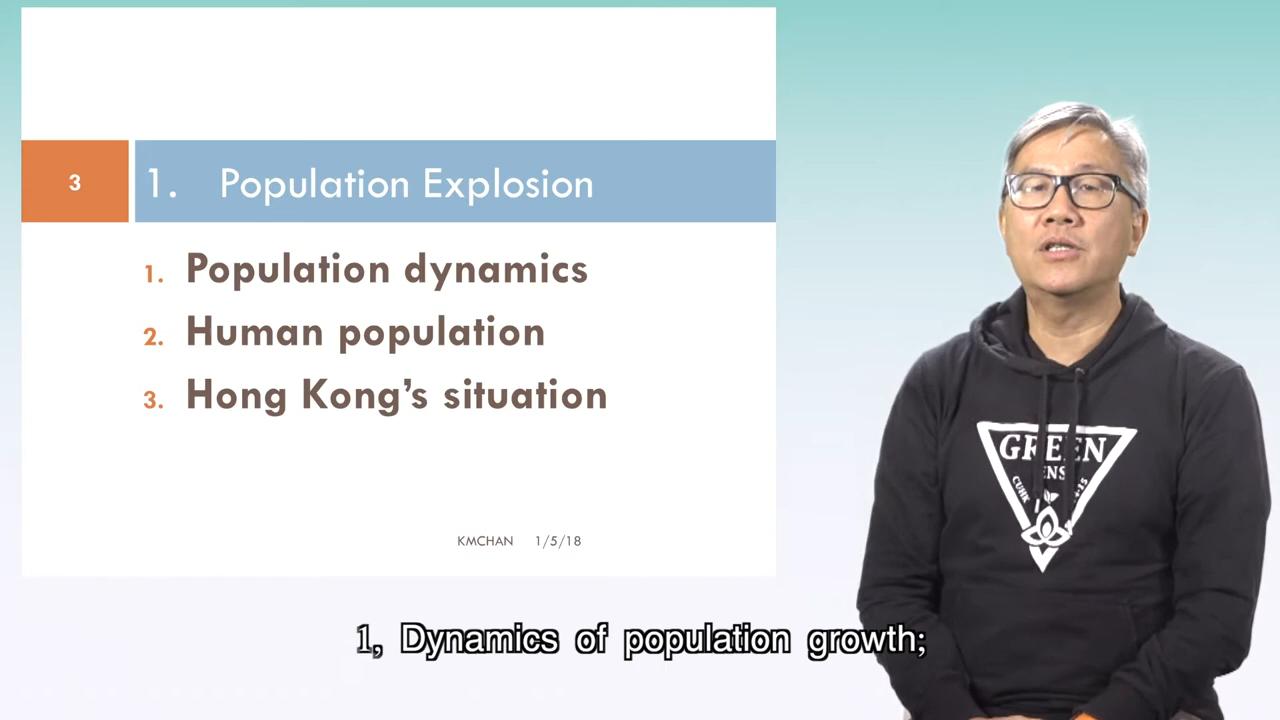 3
1. Population Explosion
1. Population dynamics
2. Human population
3. Hong Kong's situation
KMCHAN 1/5/18
GREEN
ENS
CUHK
1, Dynamics of population growth;